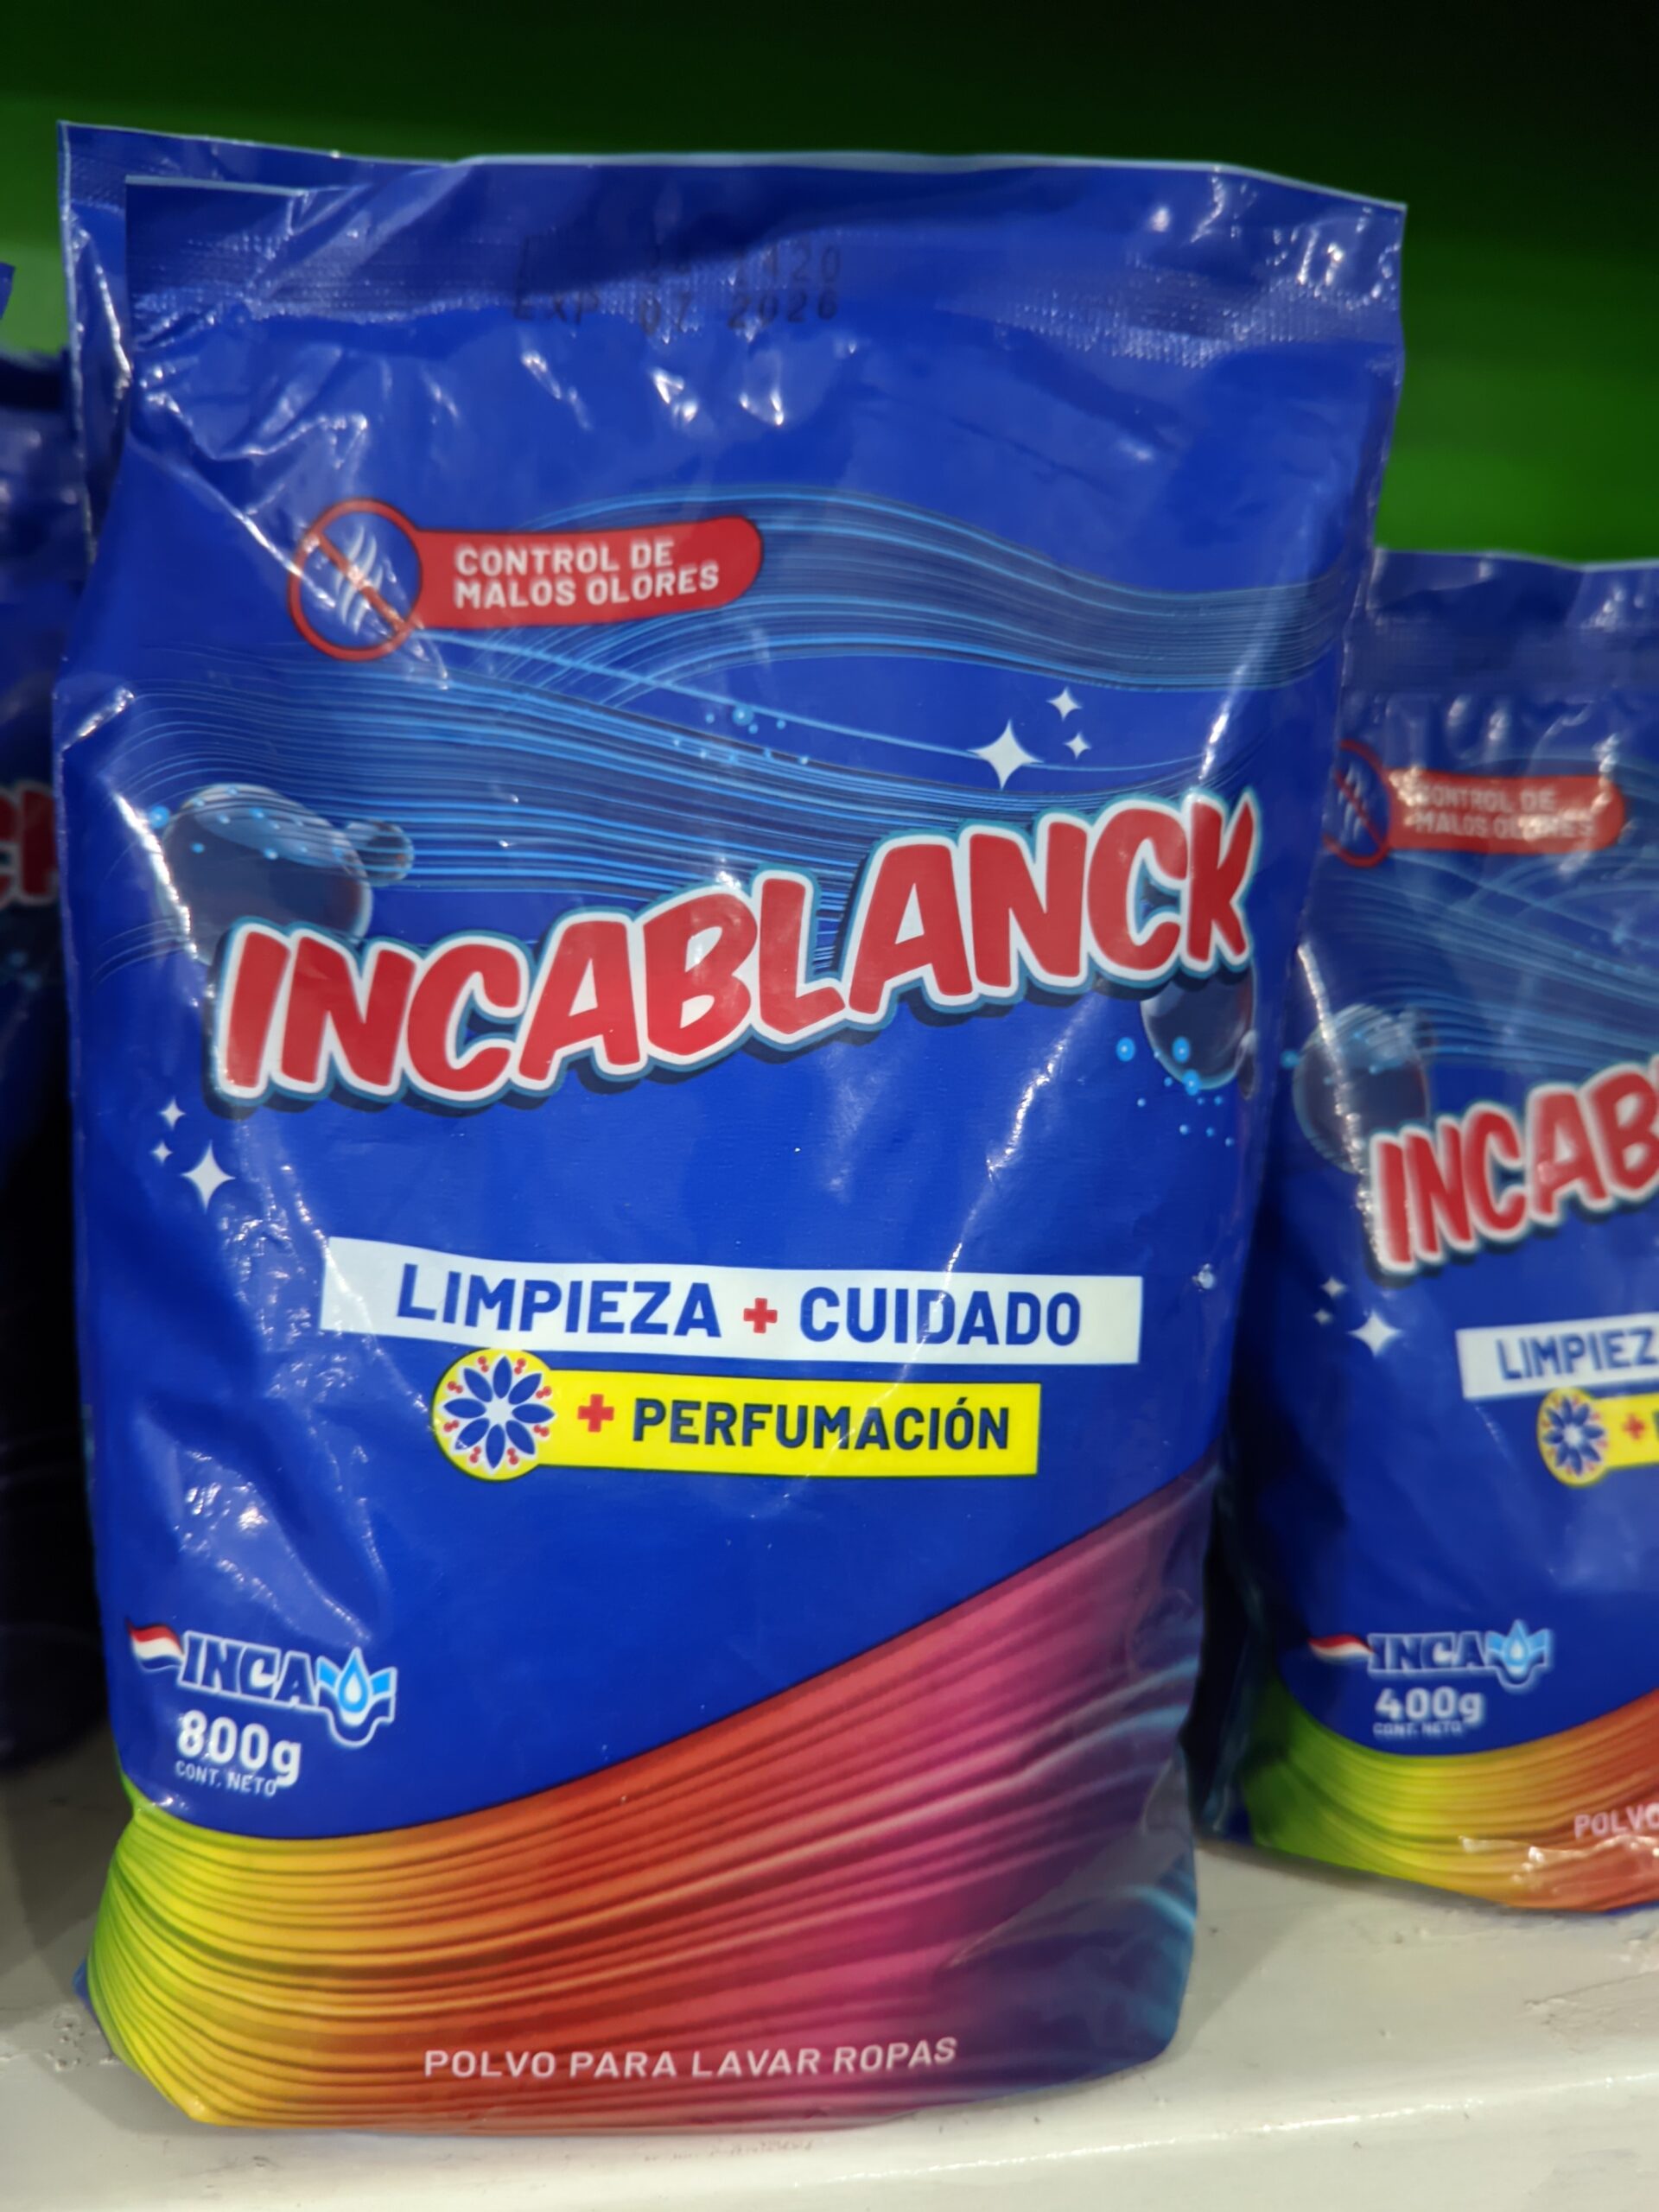 EXP 07 2026
CONTROL DE
MALOS OLORES
INCABLANCK
LIMPIEZA + CUIDADO
+ PERFUMACIÓN
INCA
800g
CONT. NETO
POLVO PARA LAVAR ROPAS
CONTROL DE
MALOS OLORES
INCAB
LIMPIEZ
+
INCA
400g
CONT. NETO
POLVO